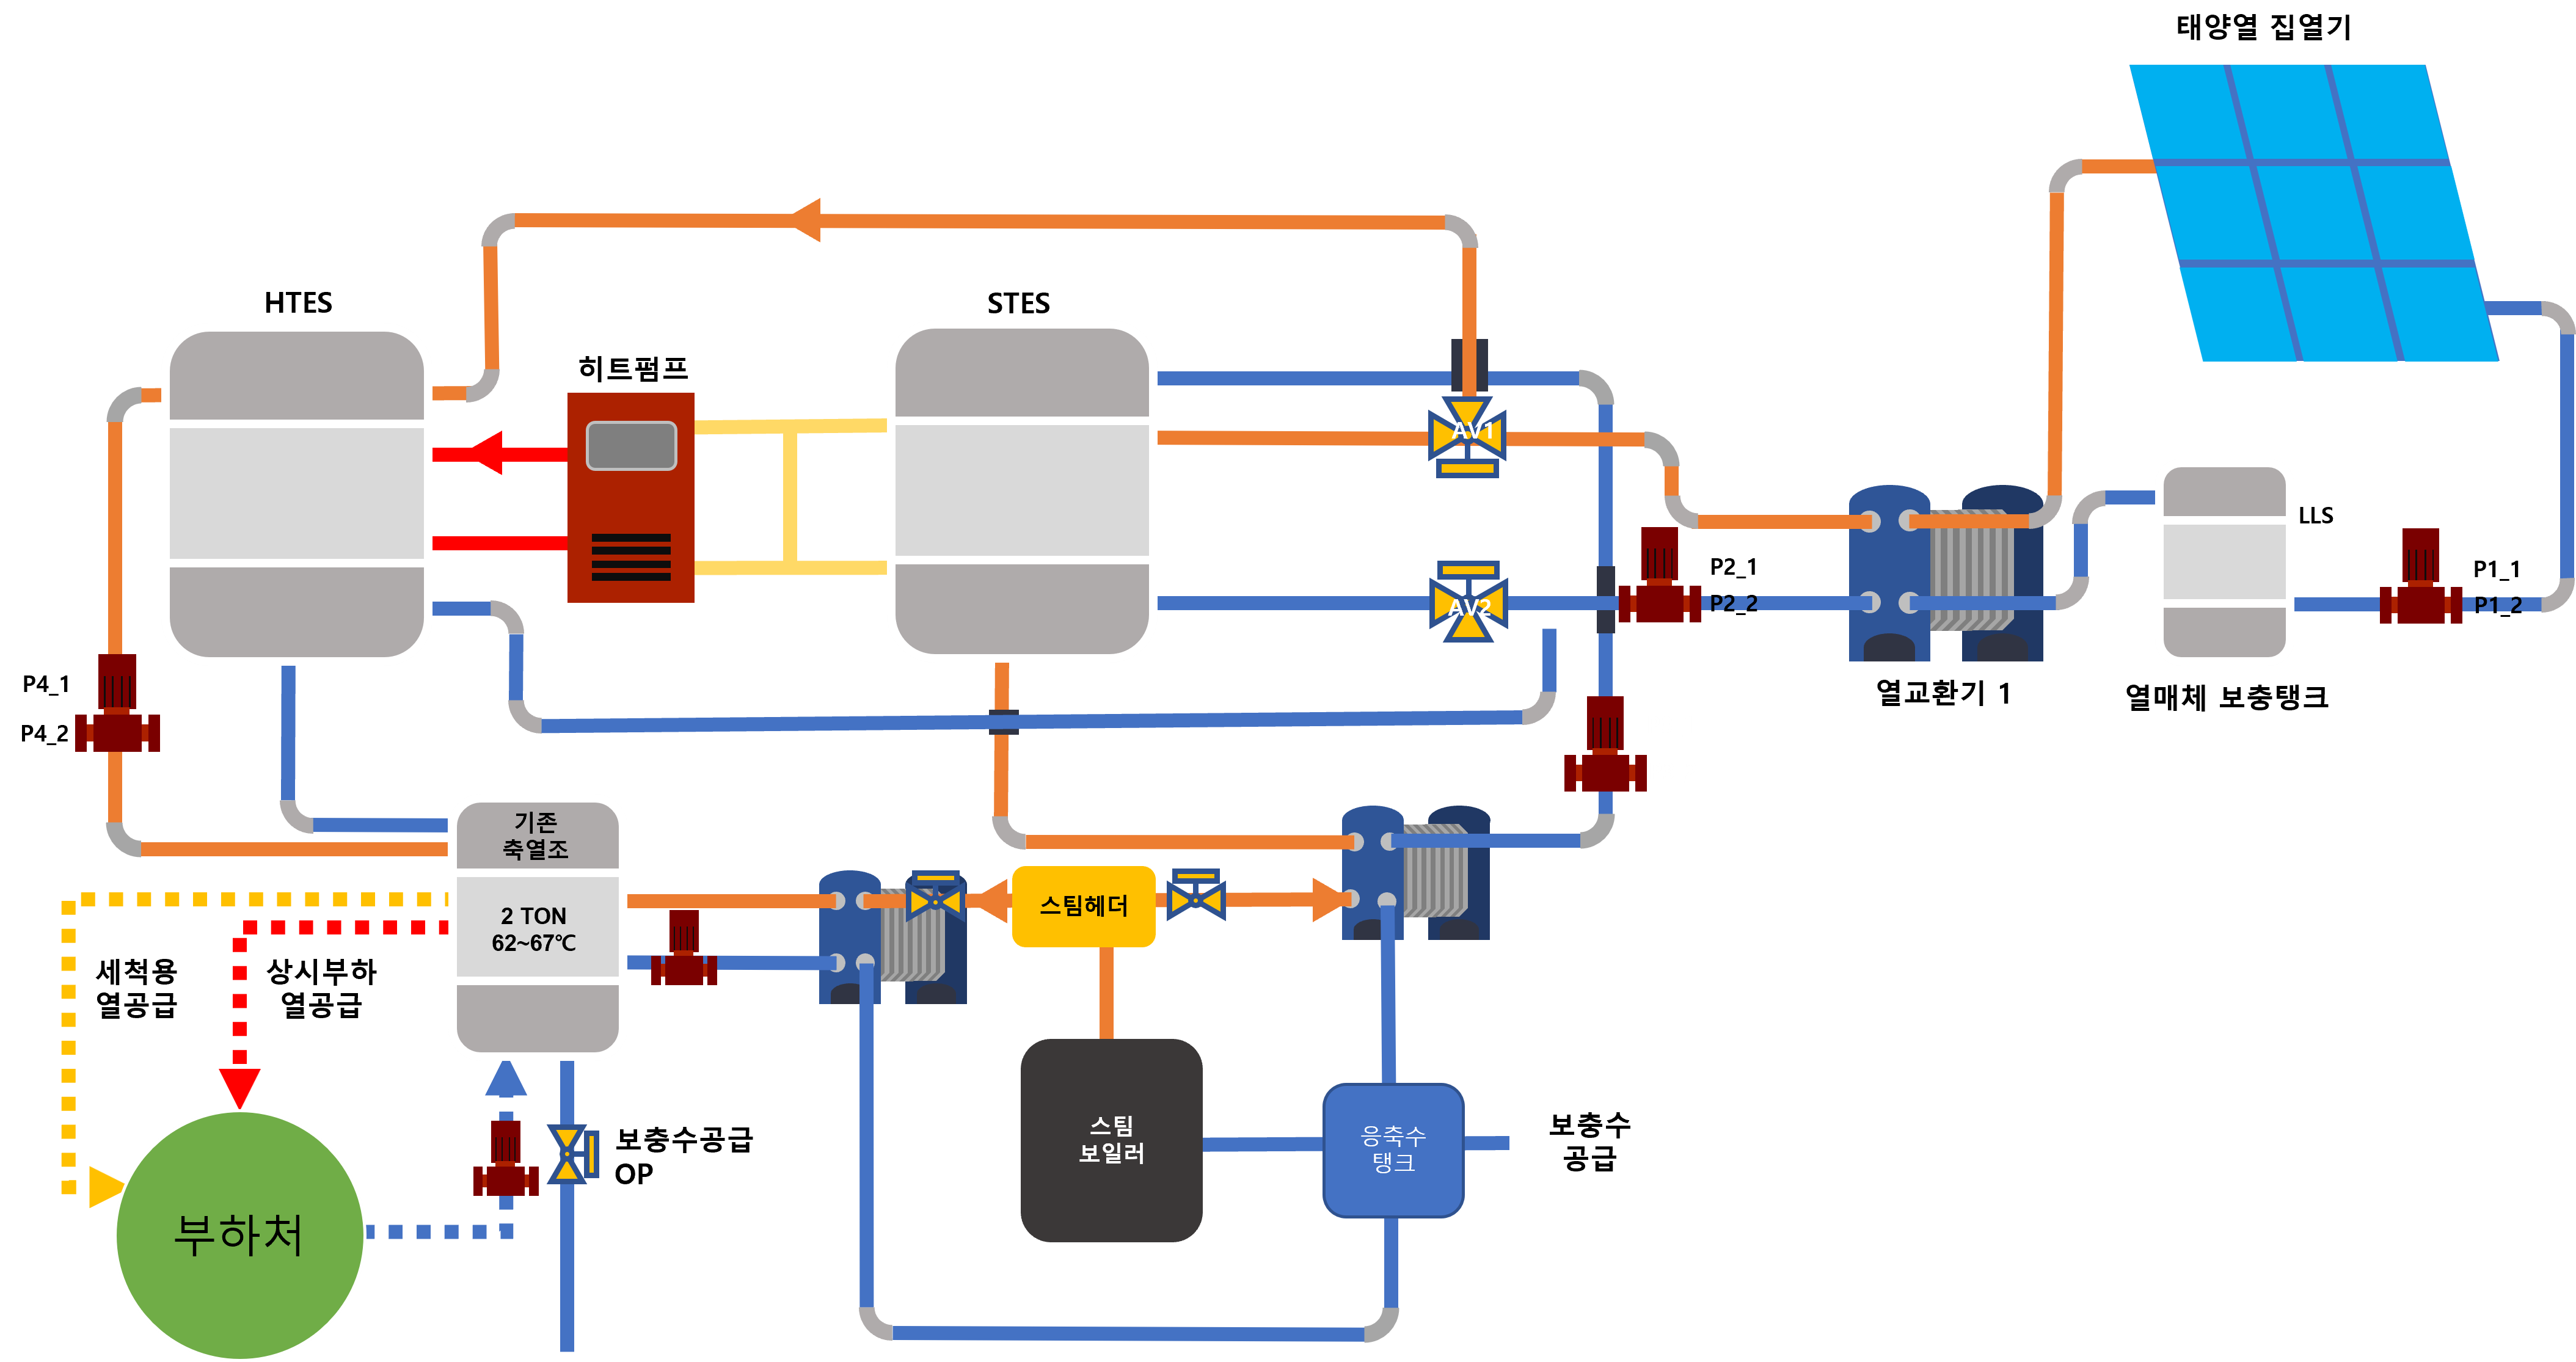 태양열 집열기
HTES
STES
히트펌프
AV1
LLS
P2_1
P2_2
AV2
P1_1
P1_2
열교환기 1
열매체 보충탱크
P4_1
P4_2
기존
축열조
2 TON
62~67℃
스팀헤더
세척용
열공급
상시부하
열공급
스팀
보일러
응축수
탱크
보충수
공급
보충수공급
OP
부하처